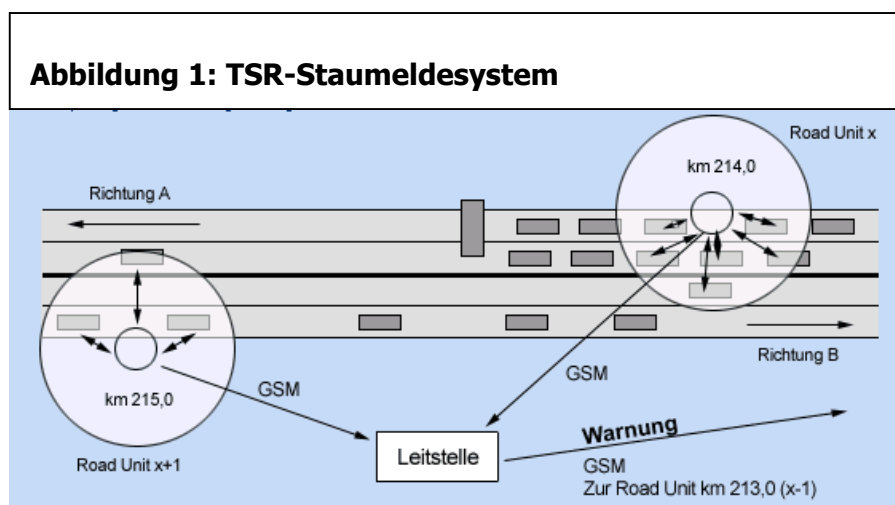 Abbildung 1: TSR-Staumeldesystem
Road Unit x
km 214,0
Richtung A
Richtung B
GSM
GSM
km 215,0
Road Unit x+1
Leitstelle
Warnung
GSM
Zur Road Unit km 213,0 (x-1)